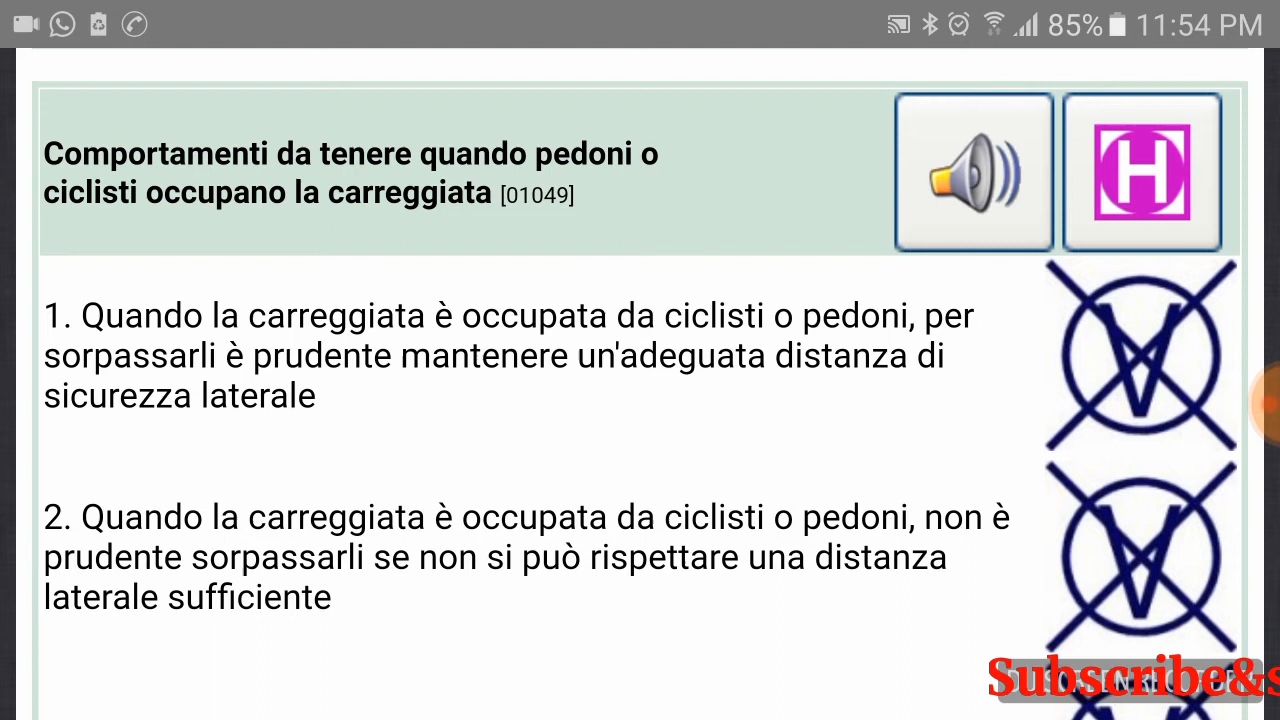 85% 11:54 PM
Comportamenti da tenere quando pedoni o
ciclisti occupano la carreggiata [01049]
H
1. Quando la carreggiata è occupata da ciclisti o pedoni, per
sorpassarli è prudente mantenere un'adeguata distanza di
sicurezza laterale
V
2. Quando la carreggiata è occupata da ciclisti o pedoni, non è
prudente sorpassarli se non si può rispettare una distanza
laterale sufficiente
V
Subscribe&s